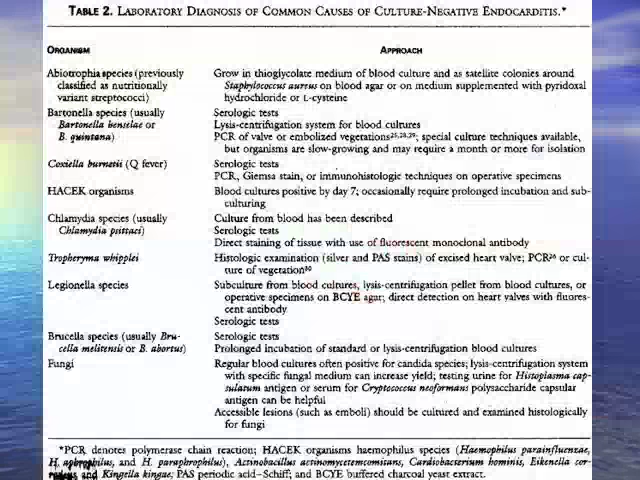 TABLE 2. LABORATORY DIAGNOSIS OF COMMON CAUSES OF CULTURE-NEGATIVE ENDOCARDITIS.*
ORGANISM APPROACH
Abiotrophia species (previously classified as nutritionally variant streptococci)
Grow in thioglycolate medium of blood culture and as satellite colonies around
Staphylococcus aureus on blood agar or on medium supplemented with pyridoxal
hydrochloride or L-cysteine
Bartonella species (usually
Bartonella henselae or
B. quintana)
Serologic tests
Lysis-centrifugation system for blood cultures
PCR of valve or embolized vegetations25,28,29; special culture techniques available,
but organisms are slow-growing and may require a month or more for isolation
Coxiella burnetii (Q fever)
Serologic tests
PCR, Giemsa stain, or immunohistologic techniques on operative specimens
HACEK organisms
Blood cultures positive by day 7; occasionally require prolonged incubation and sub-
culturing
Chlamydia species (usually
Chlamydia psittaci)
Culture from blood has been described
Serologic tests
Direct staining of tissue with use of fluorescent monoclonal antibody
Tropheryma whipplei
Histologic examination (silver and PAS stains) of excised heart valve; PCR26 or cul-
ture of vegetation30
Legionella species
Subculture from blood cultures, lysis-centrifugation pellet from blood cultures, or
operative specimens on BCYE agar; direct detection on heart valves with fluores-
cent antibody
Serologic tests
Brucella species (usually Bru-
cella melitensis or B. abortus)
Serologic tests
Prolonged incubation of standard or lysis-centrifugation blood cultures
Fungi
Regular blood cultures often positive for candida species; lysis-centrifugation system
with specific fungal medium can increase yield; testing urine for Histoplasma cap-
sulatum antigen or serum for Cryptococcus neoformans polysaccharide capsular
antigen can be helpful
Accessible lesions (such as emboli) should be cultured and examined histologically
for fungi
*PCR denotes polymerase chain reaction; HACEK organisms haemophilus species (Haemophilus parainfluenzae,
H. aphrophilus, and H. paraphrophilus), Actinobacillus actinomycetemcomitans, Cardiobacterium hominis, Eikenella cor-
rodens and Kingella kingae; PAS periodic acid–Schiff; and BCYE buffered charcoal yeast extract.